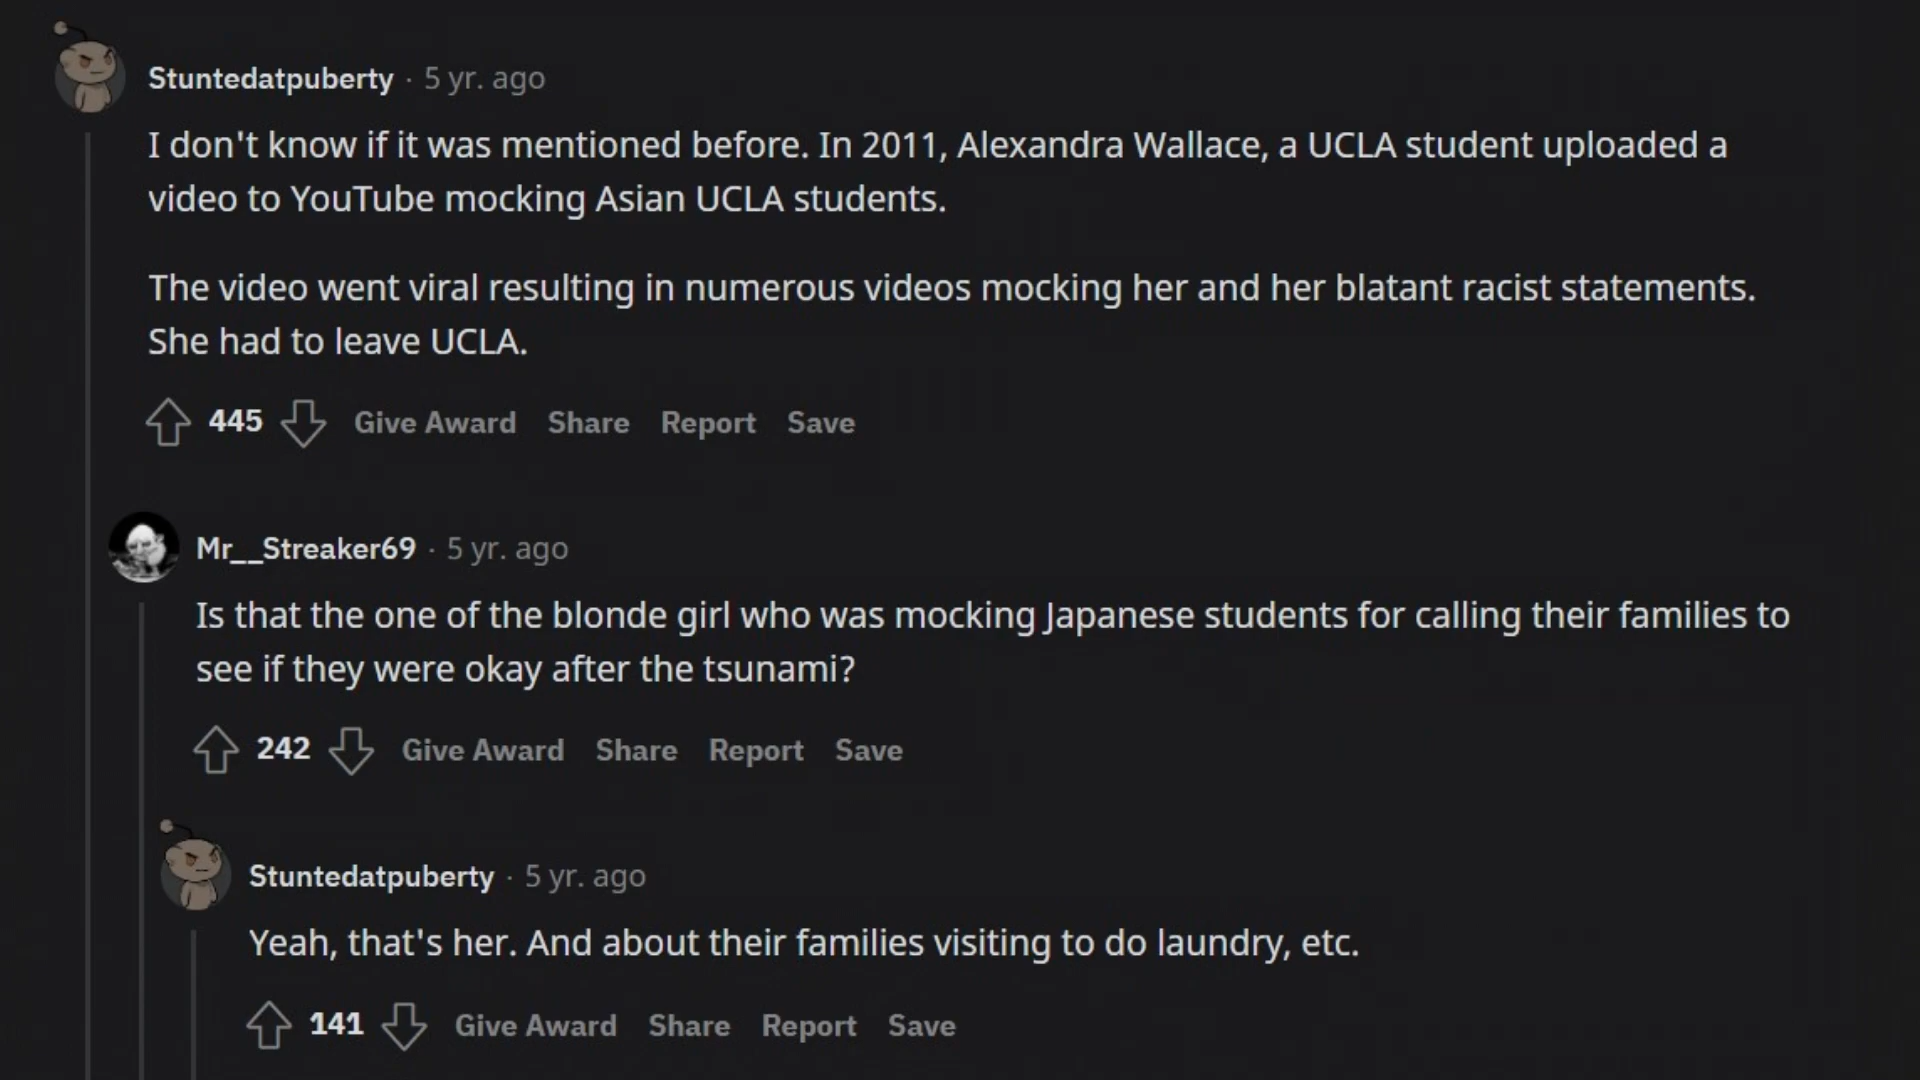 Stuntedatpuberty · 5 yr. ago
I don't know if it was mentioned before. In 2011, Alexandra Wallace, a UCLA student uploaded a
video to YouTube mocking Asian UCLA students.
The video went viral resulting in numerous videos mocking her and her blatant racist statements.
She had to leave UCLA.
445 Give Award Share Report Save
Mr__Streaker69 · 5 yr. ago
Is that the one of the blonde girl who was mocking Japanese students for calling their families to
see if they were okay after the tsunami?
242 Give Award Share Report Save
Stuntedatpuberty · 5 yr. ago
Yeah, that's her. And about their families visiting to do laundry, etc.
141 Give Award Share Report Save